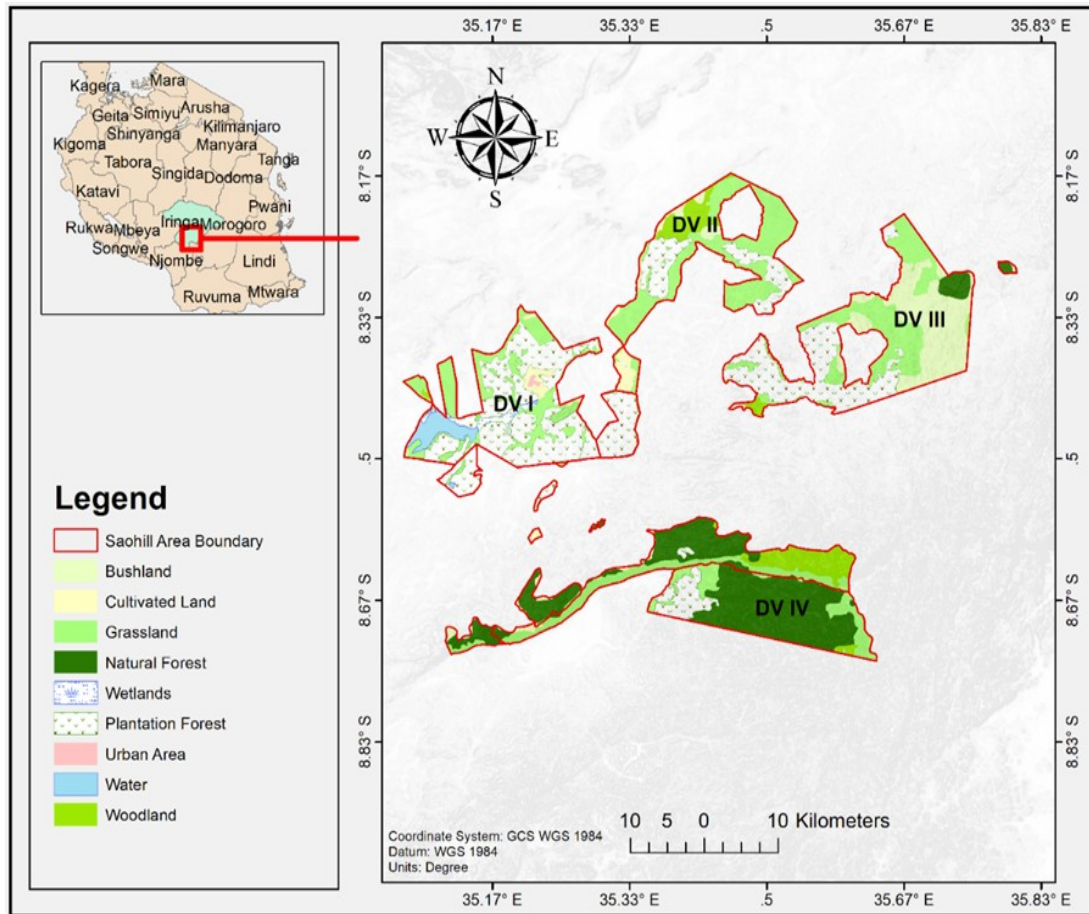 35.17° E 35.33° E .5 35.67° E 35.83° E
Kagera
Mara
Geita
Simiyu
Arusha
Shinyanga
Kilimanjaro
Kigoma
Manyara
Tabora
Tanga
Singida
Dodoma
Katavi
Pwani
Iringa
Morogoro
Rukwa
Mbeya
Songwe
Njombe
Lindi
Ruvuma
Mtwara
N
W E
S
8.17° S 8.17° S
DV II
8.33° S 8.33° S
DV III
DV I
.5 .5
8.67° S 8.67° S
DV IV
8.83° S 8.83° S
Legend
Saohill Area Boundary
Bushland
Cultivated Land
Grassland
Natural Forest
Wetlands
Plantation Forest
Urban Area
Water
Woodland
10 5 0 10 Kilometers
Coordinate System: GCS WGS 1984
Datum: WGS 1984
Units: Degree
35.17° E 35.33° E .5 35.67° E 35.83° E